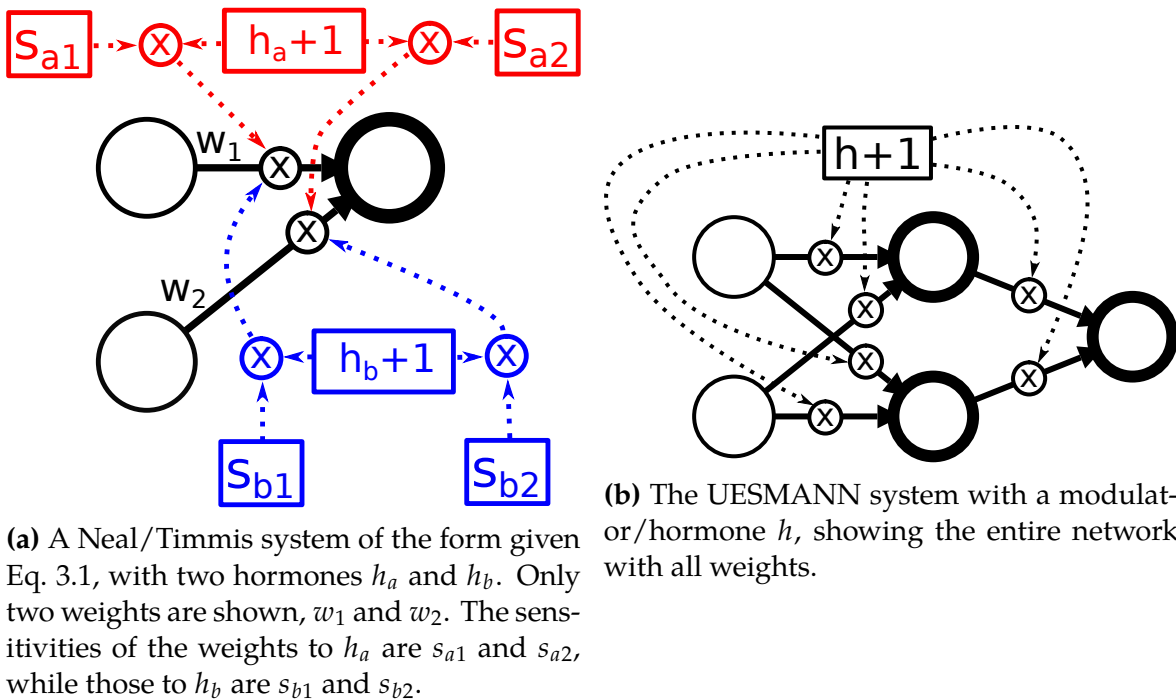 s_a1 x h_a+1 x s_a2
w_1 x
x
w_2
x h_b+1 x
s_b1 s_b2
(a) A Neal/Timmis system of the form given
Eq. 3.1, with two hormones h_a and h_b. Only
two weights are shown, w_1 and w_2. The sens-
itivities of the weights to h_a are s_a1 and s_a2,
while those to h_b are s_b1 and s_b2.
h+1
x x
x
x x
x
(b) The UESMANN system with a modulat-
or/hormone h, showing the entire network
with all weights.